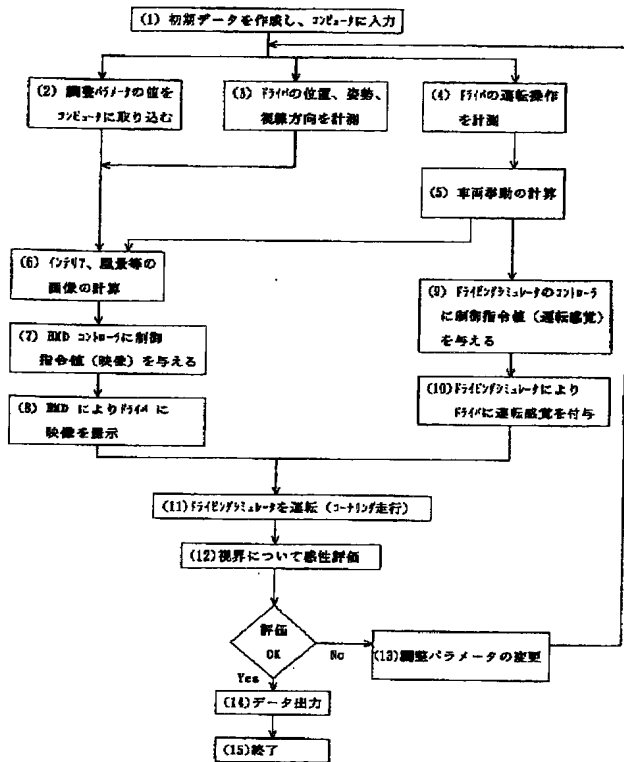 (1) 初期データを作成し、コンピュータに入力
(2) 調整パラメータの値を
コンピュータに取り込む
(3) ドライバの位置、姿勢、
視線方向を計測
(4) ドライバの運転操作
を計測
(5) 車両挙動の計算
(6) インテリア、風景等の
画像の計算
(7) HMD コントローラに制御
指令値（映像）を与える
(8) HMD によりドライバ に
映像を提示
(9) ドライビングシミュレータのコントローラ
に制御指令値（運転感覚）
を与える
(10)ドライビングシミュレータにより
ドライバに運転感覚を付与
(11)ドライビングシミュレータを運転（コーナリング走行）
(12)視界について感性評価
評価
OK
No
(13)調整パラメータの変更
Yes
(14)データ出力
(15)終了